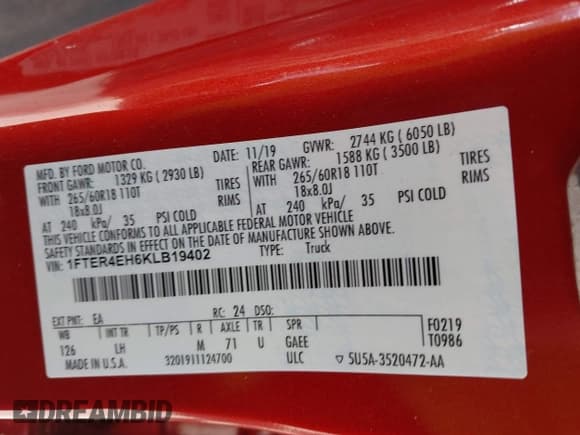 MFD. BY FORD MOTOR CO.
DATE: 11/19 GVWR: 2744 KG ( 6050 LB)
FRONT GAWR: 1329 KG ( 2930 LB) REAR GAWR: 1588 KG ( 3500 LB)
WITH 265/60R18 110T TIRES WITH 265/60R18 110T TIRES
18x8.0J RIMS 18x8.0J RIMS
AT 240 kPa/ 35 PSI COLD AT 240 kPa/ 35 PSI COLD
THIS VEHICLE CONFORMS TO ALL APPLICABLE FEDERAL MOTOR VEHICLE
SAFETY STANDARDS IN EFFECT ON THE DATE OF MANUFACTURE SHOWN ABOVE.
VIN: 1FTER4EH6KLB19402
TYPE: Truck
EXT PNT: EA RC: 24 DSO:
WB INT TR TP/PS R AXLE TR SPR F0219
126 LH M 71 U GAEE T0986
MADE IN U.S.A. 3201911124700 ULC ▽ 5U5A-3520472-AA
DREAMBID